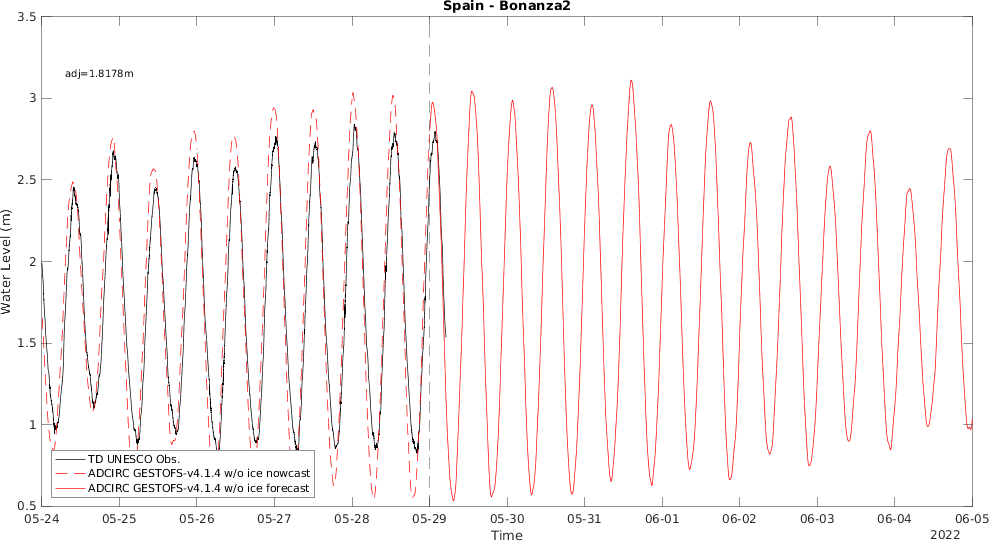 Spain - Bonanza2
3.5
3
2.5
2
1.5
1
0.5
Water Level (m)
adj=1.8178m
TD UNESCO Obs.
ADCIRC GESTOFS-v4.1.4 w/o ice nowcast
ADCIRC GESTOFS-v4.1.4 w/o ice forecast
05-24 05-25 05-26 05-27 05-28 05-29 05-30 05-31 06-01 06-02 06-03 06-04 06-05
Time
2022